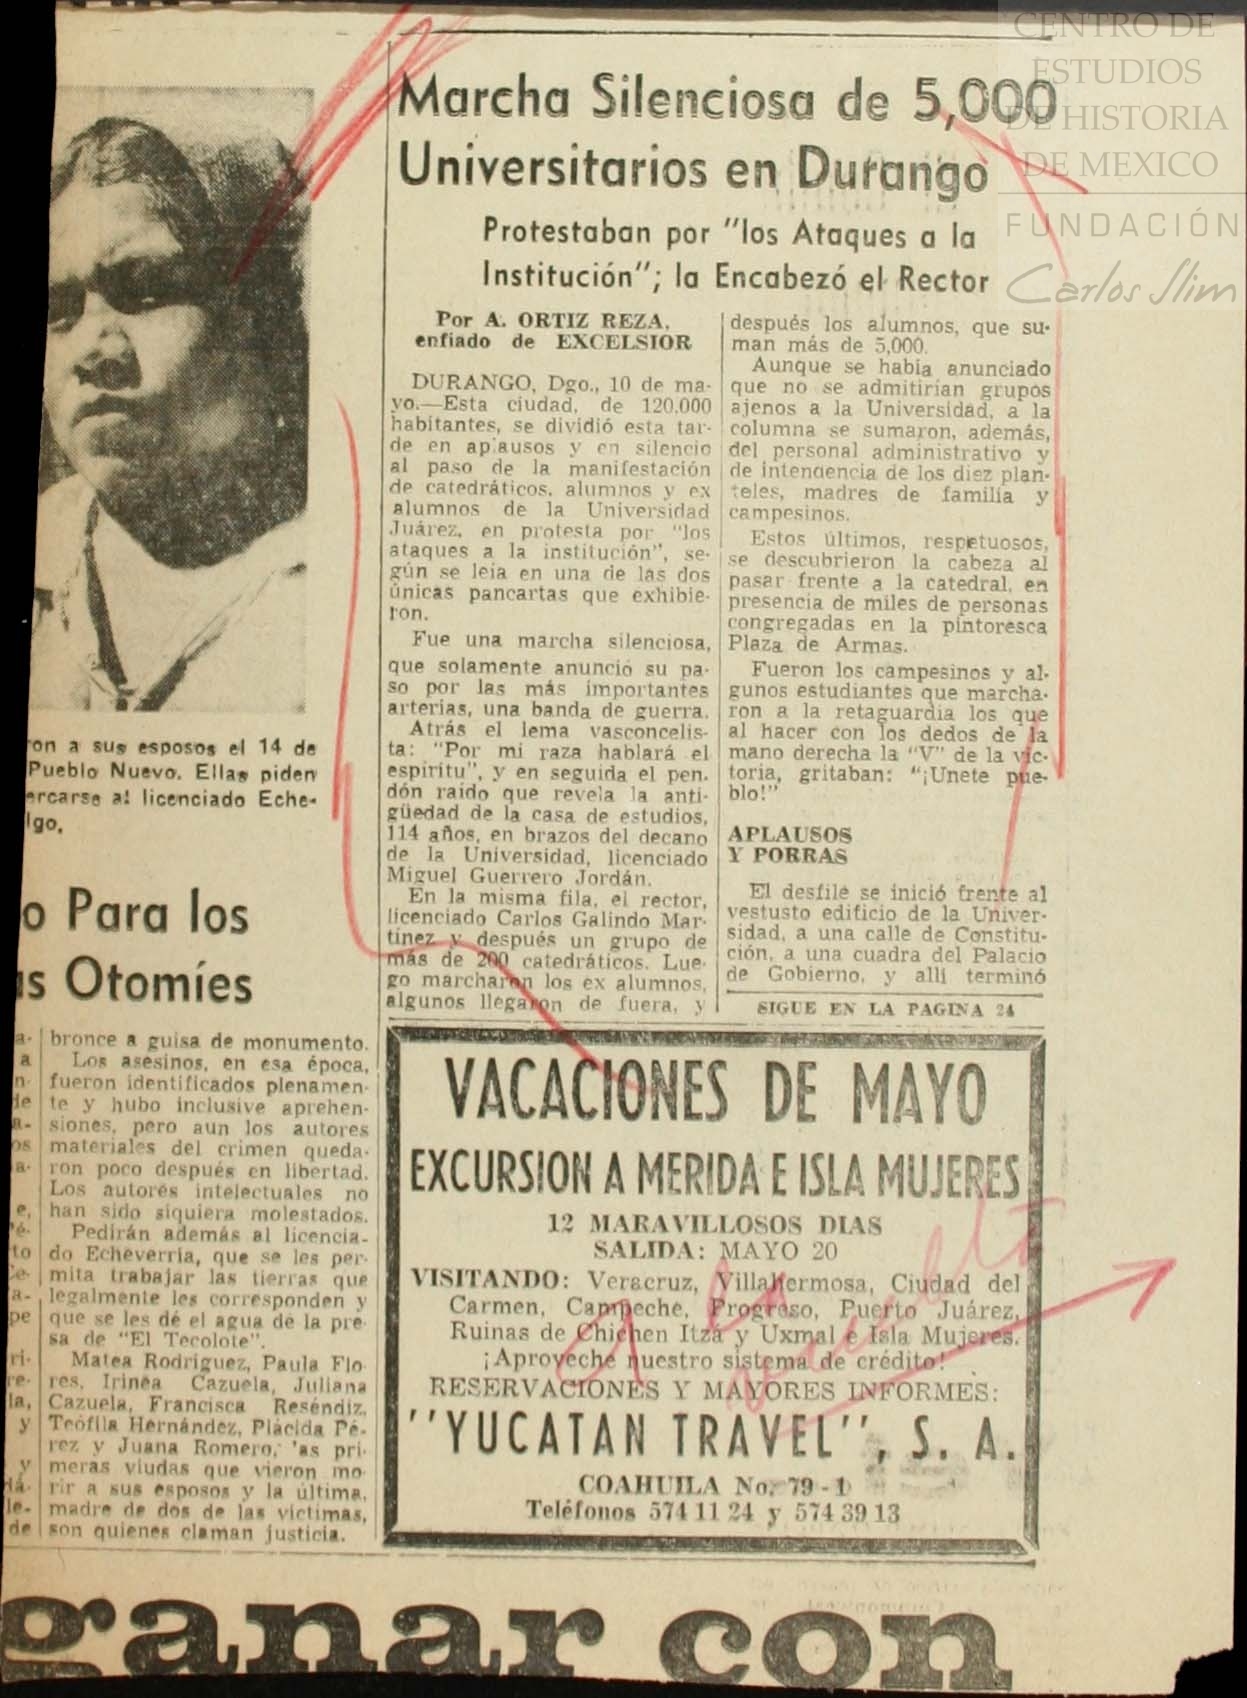 CENTRO DE
ESTUDIOS
DE HISTORIA
DE MEXICO
FUNDACIÓN
Carlos Slim
Marcha Silenciosa de 5,000
Universitarios en Durango
Protestaban por "los Ataques a la
Institución"; la Encabezó el Rector
Por A. ORTIZ REZA,
enfiado de EXCELSIOR
DURANGO, Dgo., 10 de ma-
yo.—Esta ciudad, de 120.000
habitantes, se dividió esta tar-
de en aplausos y en silencio
al paso de la manifestación
de catedráticos, alumnos y ex
alumnos de la Universidad
Juárez, en protesta por "los
ataques a la institución", se-
gún se leía en una de las dos
únicas pancartas que exhibie-
ron.
Fue una marcha silenciosa,
que solamente anunció su pa-
so por las más importantes
arterias, una banda de guerra.
Atrás el lema vasconcelis-
ta: "Por mi raza hablará el
espíritu", y en seguida el pen-
dón raído que revela la anti-
güedad de la casa de estudios,
114 años, en brazos del decano
de la Universidad, licenciado
Miguel Guerrero Jordán.
En la misma fila, el rector,
licenciado Carlos Galindo Mar-
tínez y después un grupo de
más de 200 catedráticos. Lue-
go marcharon los ex alumnos,
algunos llegaron de fuera, y
después los alumnos, que su-
man más de 5,000.
Aunque se había anunciado
que no se admitirían grupos
ajenos a la Universidad, a la
columna se sumaron, además,
del personal administrativo y
de intendencia de los diez plan-
teles, madres de familia y
campesinos.
Estos últimos, respetuosos,
se descubrieron la cabeza al
pasar frente a la catedral, en
presencia de miles de personas
congregadas en la pintoresca
Plaza de Armas.
Fueron los campesinos y al-
gunos estudiantes que marcha-
ron a la retaguardia los que
al hacer con los dedos de la
mano derecha la "V" de la vic-
toria, gritaban: "¡Unete pue-
blo!"
APLAUSOS
Y PORRAS
El desfile se inició frente al
vestusto edificio de la Univer-
sidad, a una calle de Constitu-
ción, a una cuadra del Palacio
de Gobierno, y allí terminó
SIGUE EN LA PAGINA 24
ron a sus esposos el 14 de
Pueblo Nuevo. Ellas piden
ercarse al licenciado Eche-
lgo.
o Para los
s Otomíes
a-
a
n-
de
a-
os
a-
e,
é-
to
Ce-
a-
pe
ri-
re-
la,
y
y
dá-
le-
de
bronce a guisa de monumento.
Los asesinos, en esa época,
fueron identificados plenamen-
te y hubo inclusive aprehen-
siones, pero aun los autores
materiales del crimen queda-
ron poco después en libertad.
Los autores intelectuales no
han sido siquiera molestados.
Pedirán además al licencia-
do Echeverría, que se les per-
mita trabajar las tierras que
legalmente les corresponden y
que se les dé el agua de la pre-
sa de "El Tecolote".
Matea Rodríguez, Paula Flo-
res, Irinea Cazuela, Juliana
Cazuela, Francisca Reséndiz,
Teófila Hernández, Plácida Pé-
rez y Juana Romero, las pri-
meras viudas que vieron mo-
rir a sus esposos y la última,
madre de dos de las víctimas,
son quienes claman justicia.
VACACIONES DE MAYO
EXCURSION A MERIDA E ISLA MUJERES
12 MARAVILLOSOS DIAS
SALIDA: MAYO 20
VISITANDO: Veracruz, Villahermosa, Ciudad del
Carmen, Campeche, Progreso, Puerto Juárez,
Ruinas de Chichen Itzá y Uxmal e Isla Mujeres.
¡Aproveche nuestro sistema de crédito!
RESERVACIONES Y MAYORES INFORMES:
"YUCATAN TRAVEL", S. A.
COAHUILA No. 79-1
Teléfonos 574 11 24 y 574 39 13
A la
vuelta
ganar con